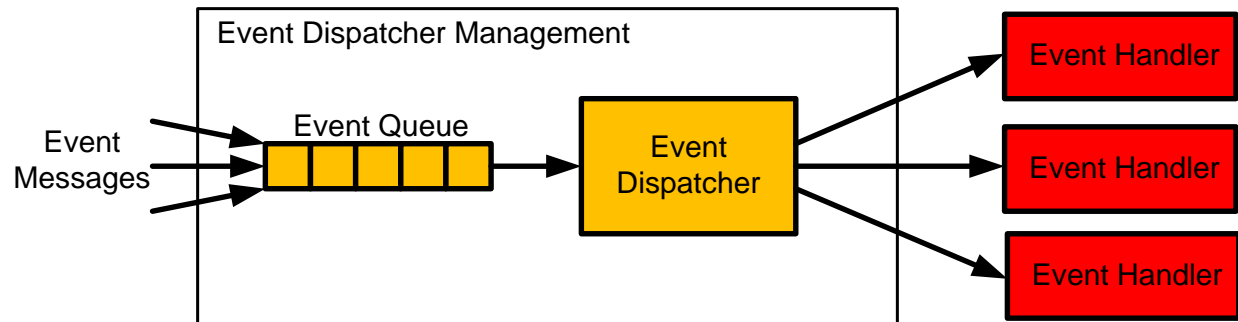 Event Dispatcher Management
Event
Messages
Event Queue
Event
Dispatcher
Event Handler
Event Handler
Event Handler